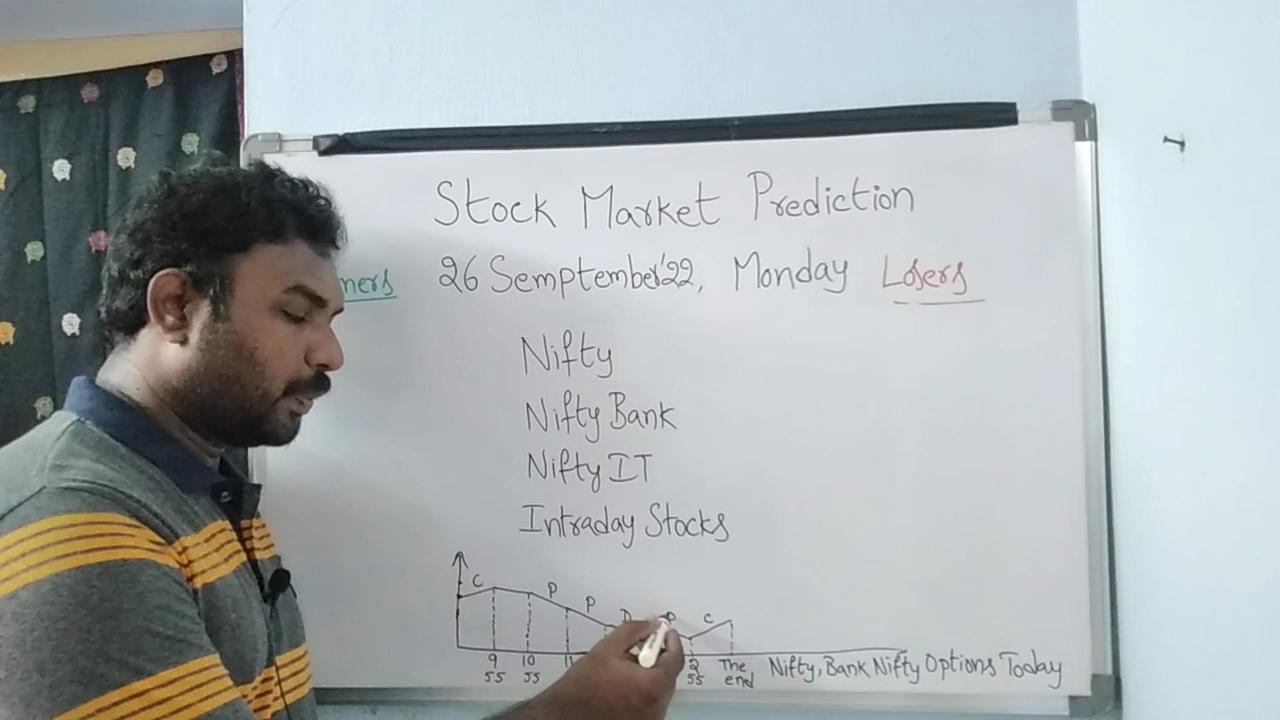 Stock Market Prediction
26 Semptember'22, Monday Losers
Nifty
Nifty Bank
Nifty IT
Intraday Stocks
C P P C
9 10 2 The
55 55 55 end
Nifty, Bank Nifty Options Today